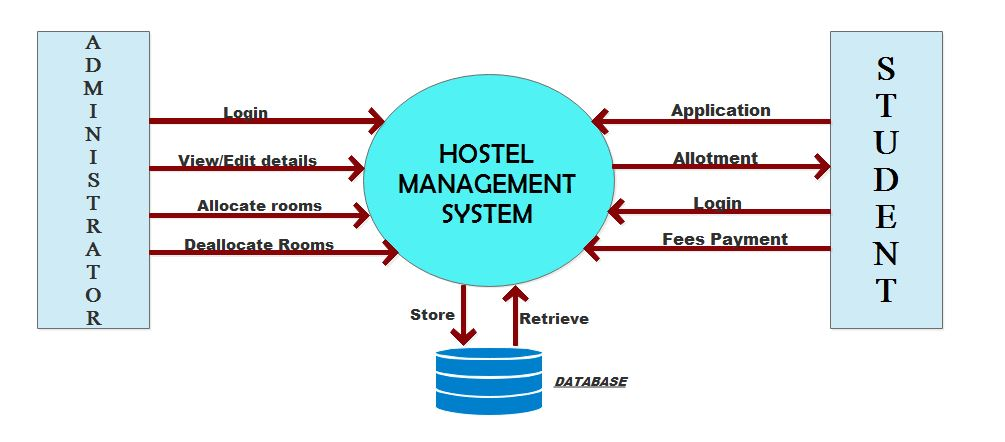 ADMINISTRATOR
Login
View/Edit details
Allocate rooms
Deallocate Rooms
HOSTEL
MANAGEMENT
SYSTEM
Application
Allotment
Login
Fees Payment
STUDENT
Store
Retrieve
DATABASE